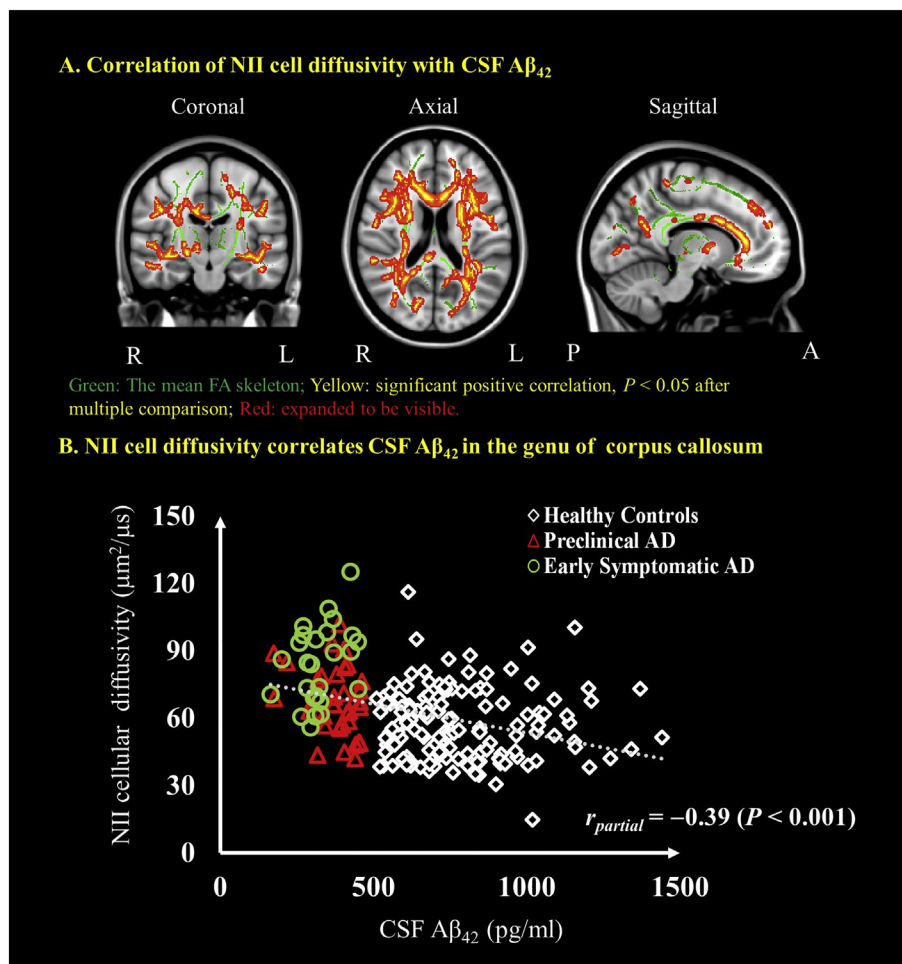 A. Correlation of NII cell diffusivity with CSF Aβ₄₂
Coronal Axial Sagittal
R L R L P A
Green: The mean FA skeleton; Yellow: significant positive correlation, P < 0.05 after
multiple comparison; Red: expanded to be visible.
B. NII cell diffusivity correlates CSF Aβ₄₂ in the genu of corpus callosum
NII cellular diffusivity (μm²/μs)
150
120
90
60
30
0
Healthy Controls
Preclinical AD
Early Symptomatic AD
r_partial = −0.39 (P < 0.001)
0 500 1000 1500
CSF Aβ₄₂ (pg/ml)